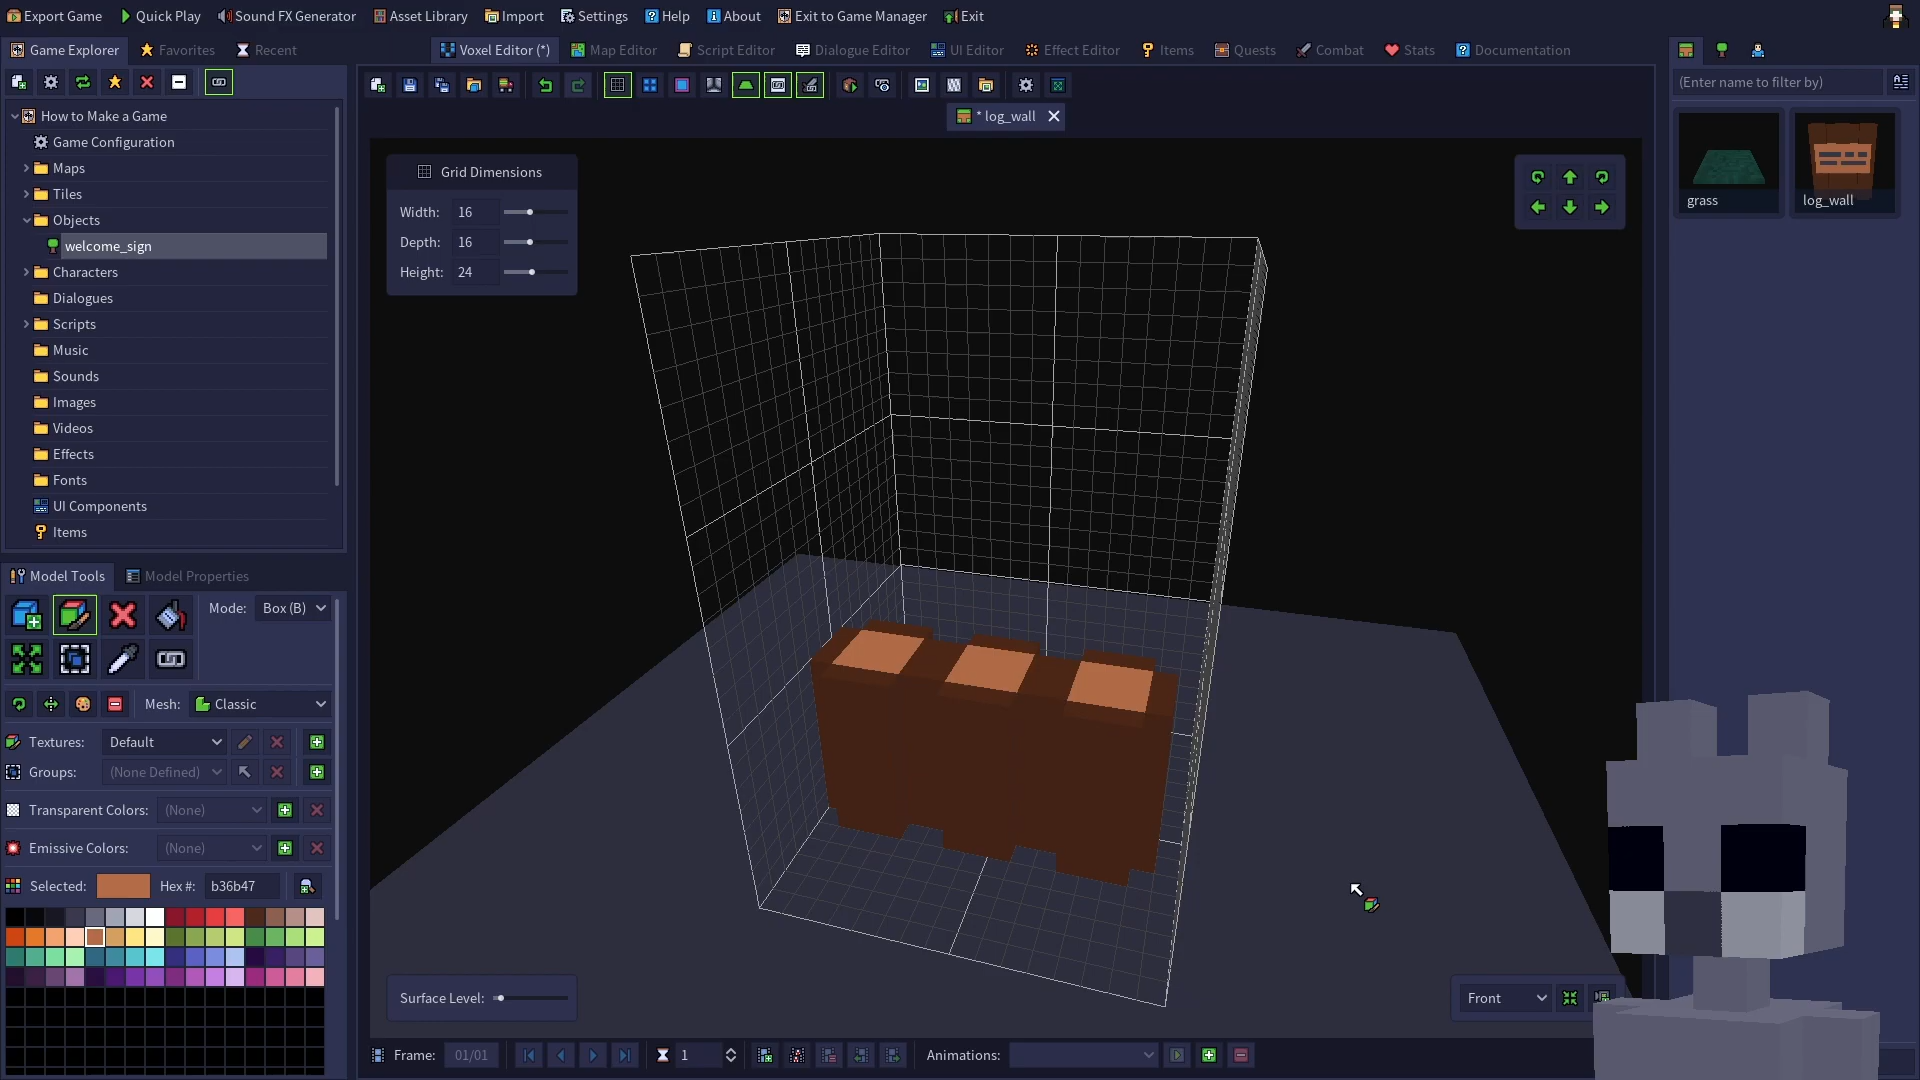 Export Game Quick Play Sound FX Generator Asset Library Import Settings Help About Exit to Game Manager Exit
Game Explorer Favorites Recent Voxel Editor (*) Map Editor Script Editor Dialogue Editor UI Editor Effect Editor Items Quests Combat Stats Documentation
(Enter name to filter by)
* log_wall
How to Make a Game
Game Configuration
Maps
Tiles
Objects
welcome_sign
Characters
Dialogues
Scripts
Music
Sounds
Images
Videos
Effects
Fonts
UI Components
Items
Grid Dimensions
Width: 16
Depth: 16
Height: 24
grass log_wall
Model Tools Model Properties
Mode: Box (B)
Mesh: Classic
Textures: Default
Groups: (None Defined)
Transparent Colors: (None)
Emissive Colors: (None)
Selected: Hex #: b36b47
Surface Level:
Front
Frame: 01/01 1 Animations: